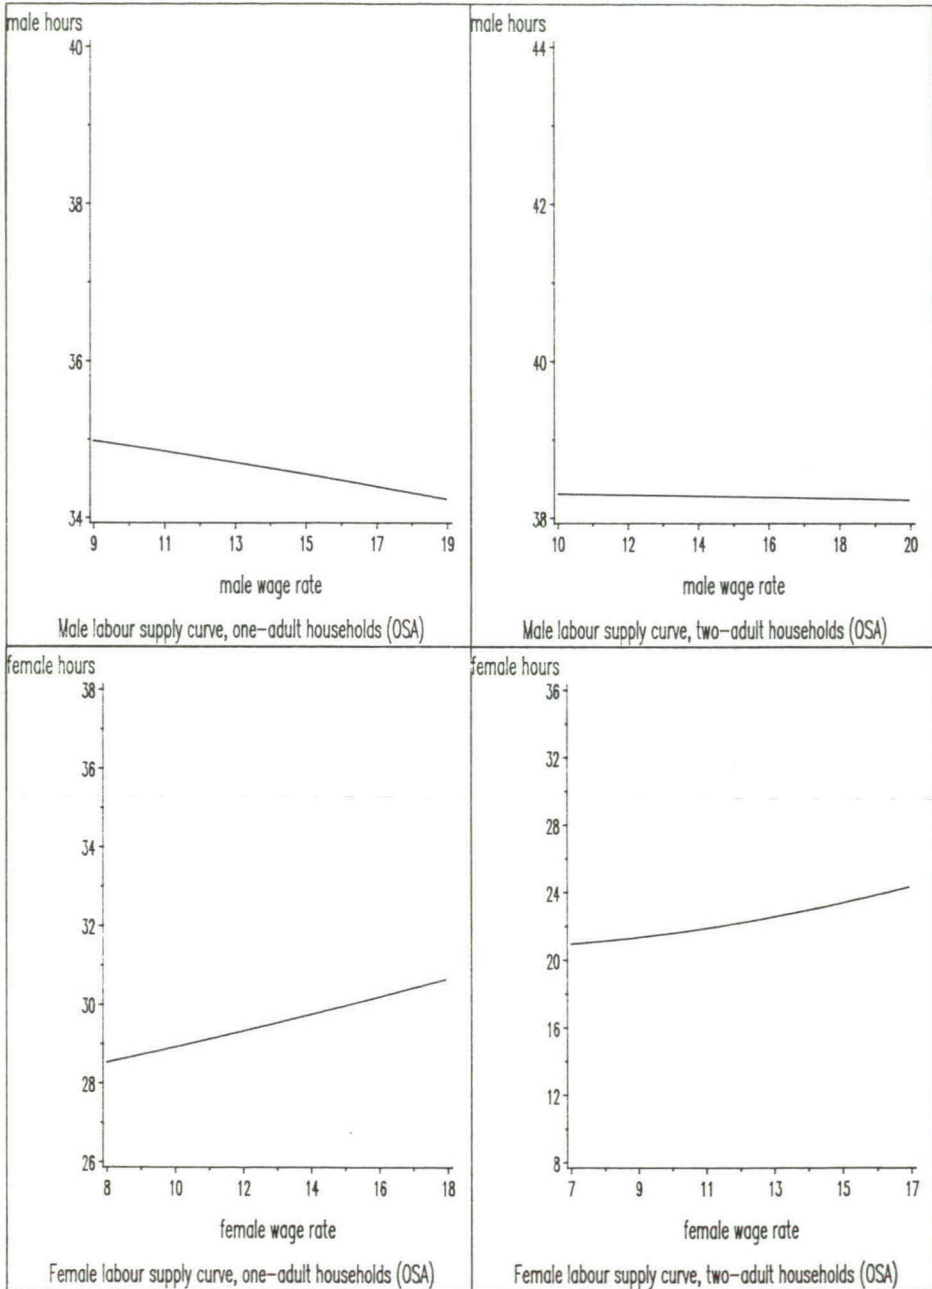 male hours
40
38
36
34
9 11 13 15 17 19
male wage rate
Male labour supply curve, one-adult households (OSA)
male hours
44
42
40
38
10 12 14 16 18 20
male wage rate
Male labour supply curve, two-adult households (OSA)
female hours
38
36
34
32
30
28
26
8 10 12 14 16 18
female wage rate
Female labour supply curve, one-adult households (OSA)
female hours
36
32
28
24
20
16
12
8
7 9 11 13 15 17
female wage rate
Female labour supply curve, two-adult households (OSA)